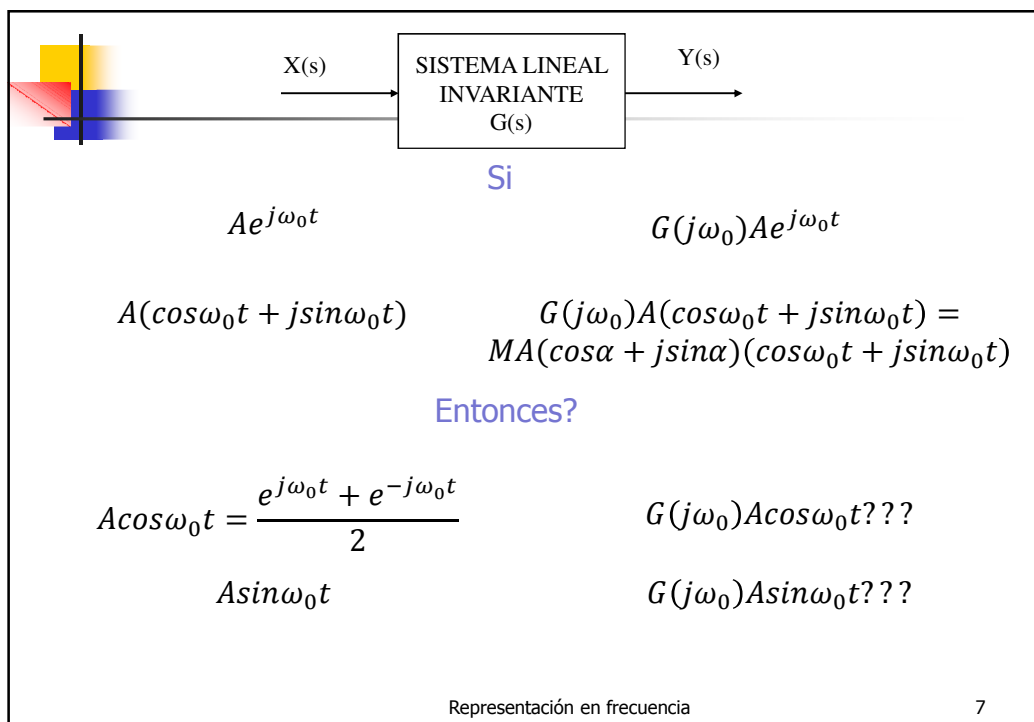 X(s)
SISTEMA LINEAL
INVARIANTE
G(s)
Y(s)
Si
Ae^{jω₀t}
G(jω₀)Ae^{jω₀t}
A(cosω₀t + jsinω₀t)
G(jω₀)A(cosω₀t + jsinω₀t) =
MA(cosα + jsinα)(cosω₀t + jsinω₀t)
Entonces?
Acosω₀t = \frac{e^{jω₀t} + e^{-jω₀t}}{2}
G(jω₀)Acosω₀t???
Asinω₀t
G(jω₀)Asinω₀t???
Representación en frecuencia
7